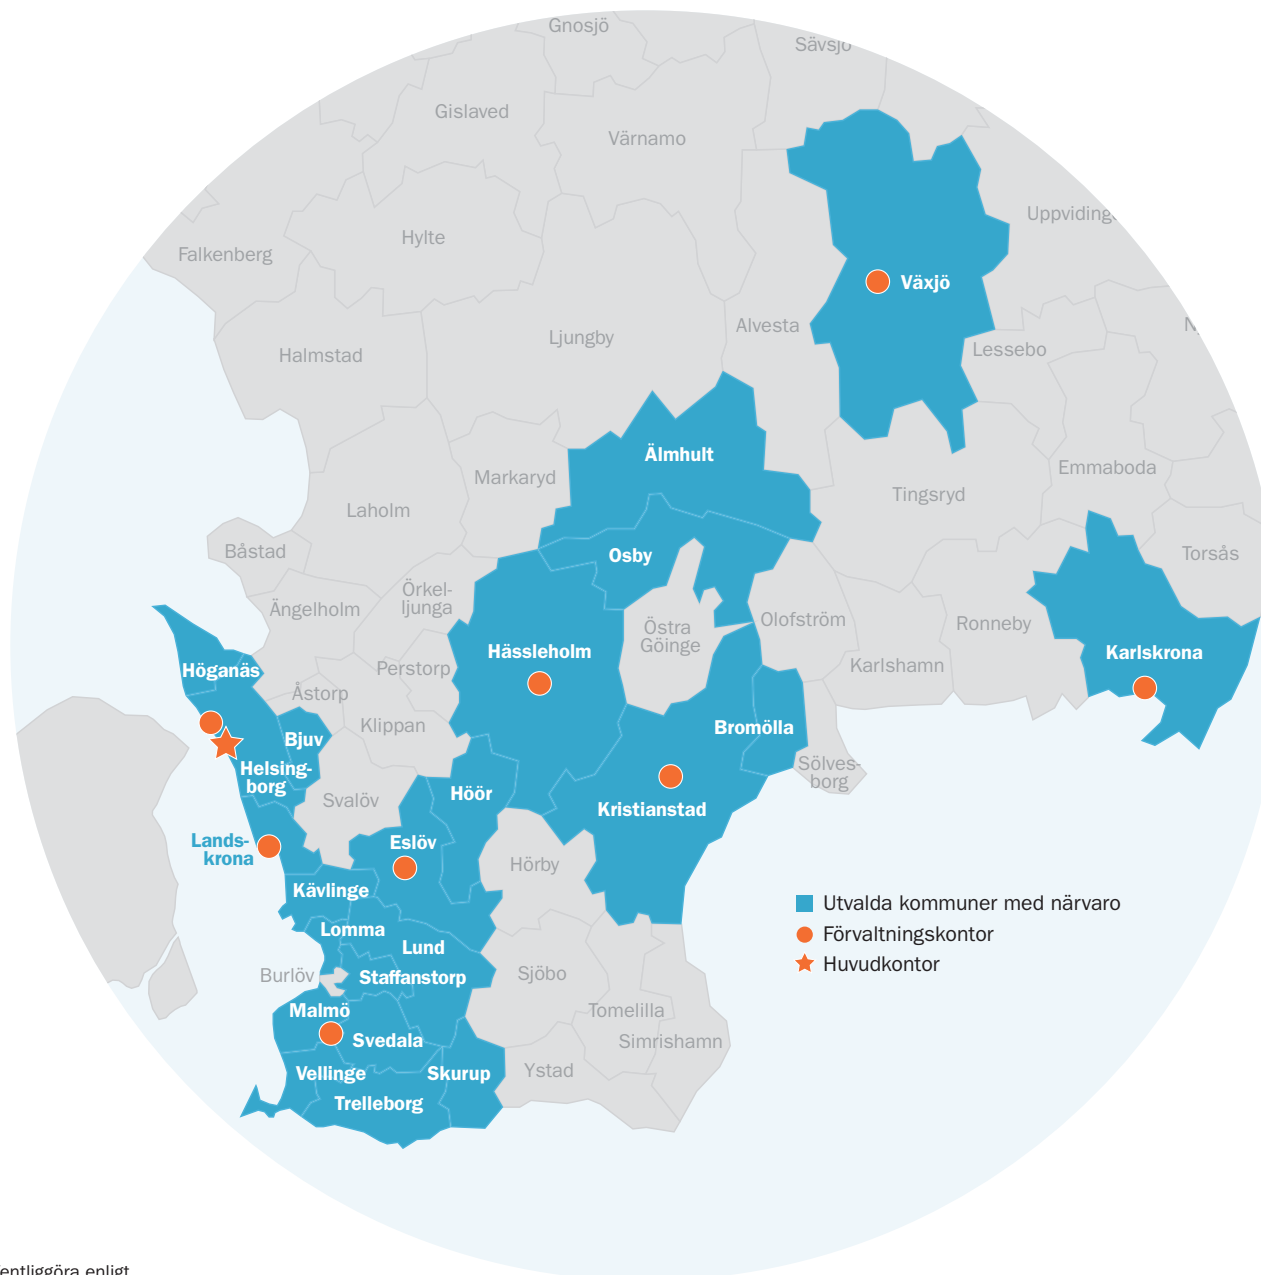 Gnosjö
Sävsjö
Gislaved
Värnamo
Uppviding
Falkenberg
Hylte
Växjö
Halmstad
Ljungby
Alvesta
Lessebo
Älmhult
Markaryd
Emmaboda
Tingsryd
Laholm
Båstad
Osby
Torsås
Ängelholm
Örkel-
ljunga
Östra
Göinge
Olofström
Ronneby
Hässleholm
Karlskrona
Höganäs
Perstorp
Karlshamn
Åstorp
Klippan
Bromölla
Bjuv
Helsing-
borg
Sölves-
borg
Svalöv
Höör
Kristianstad
Lands-
krona
Eslöv
Hörby
Kävlinge
Lomma
Lund
Burlöv
Staffanstorp
Sjöbo
Malmö
Svedala
Tomelilla
Simrishamn
Vellinge
Skurup
Ystad
Trelleborg
Utvalda kommuner med närvaro
Förvaltningskontor
Huvudkontor
entliggöra enligt